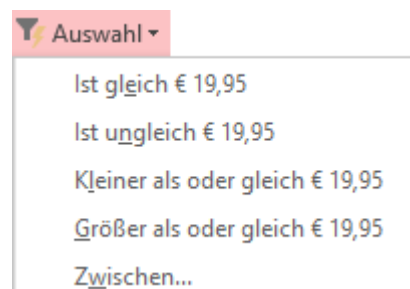 Auswahl
Ist gleich € 19,95
Ist ungleich € 19,95
Kleiner als oder gleich € 19,95
Größer als oder gleich € 19,95
Zwischen...